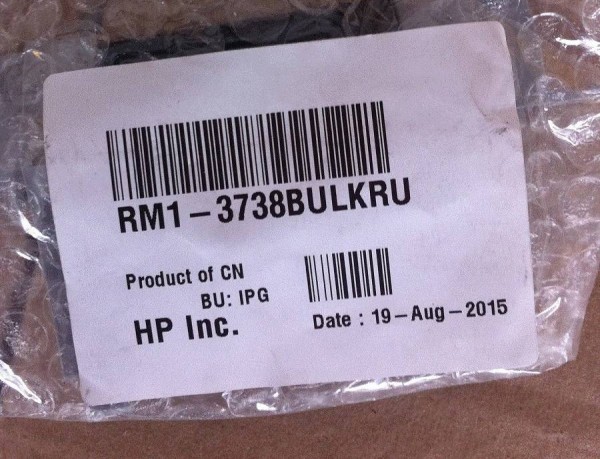 RM1-3738BULKRU
Product of CN
BU: IPG
HP Inc.
Date : 19-Aug-2015